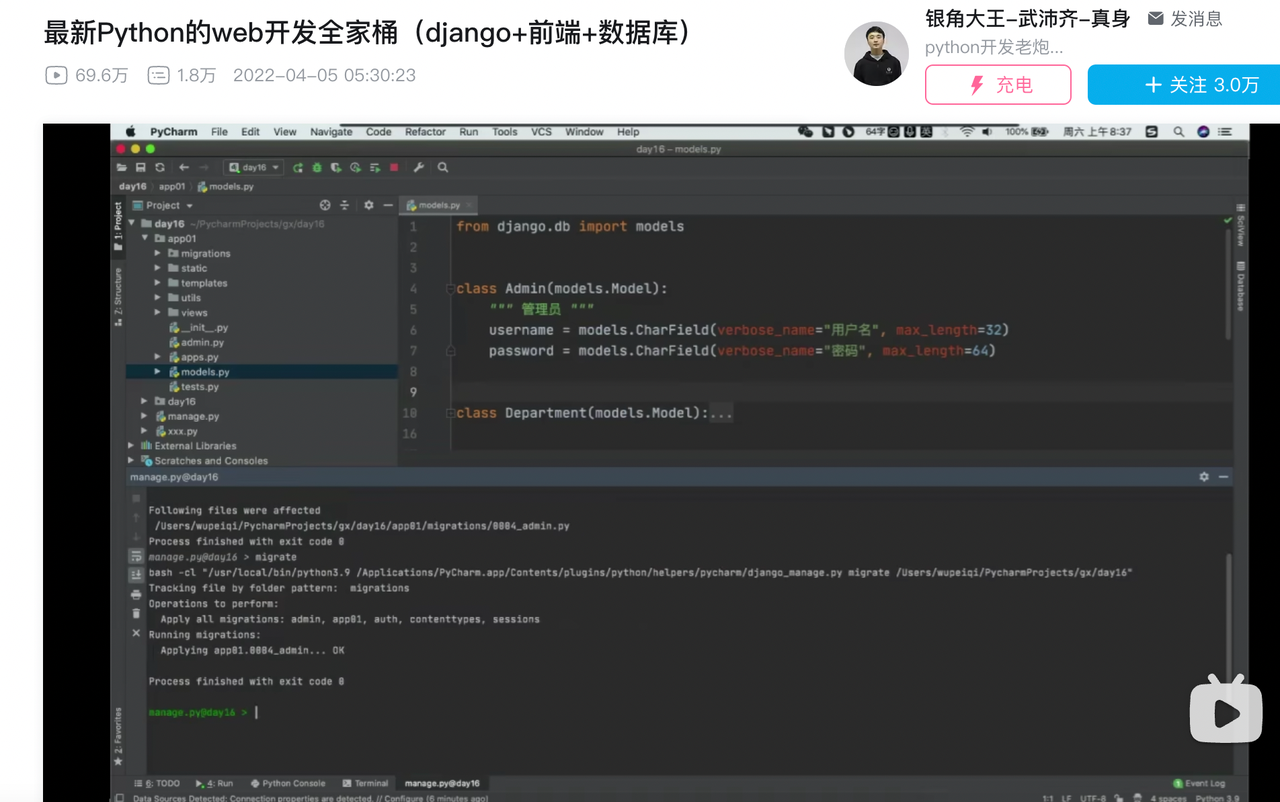 最新Python的web开发全家桶（django+前端+数据库）
69.6万 1.8万 2022-04-05 05:30:23
银角大王-武沛齐-真身 发消息
python开发老炮...
充电 + 关注 3.0万
PyCharm File Edit View Navigate Code Refactor Run Tools VCS Window Help 64字 英 100% 周六上午8:37
day16 – models.py
day16
day16 app01 models.py
1: Project
Z: Structure
Project
day16 ~/PycharmProjects/gx/day16
app01
migrations
static
templates
utils
views
__init__.py
admin.py
apps.py
models.py
tests.py
day16
manage.py
xxx.py
External Libraries
Scratches and Consoles
models.py
1 from django.db import models
2
3
4 class Admin(models.Model):
5 """ 管理员 """
6 username = models.CharField(verbose_name="用户名", max_length=32)
7 password = models.CharField(verbose_name="密码", max_length=64)
8
9
10 class Department(models.Model):...
16
SciView
Database
manage.py@day16
Following files were affected
/Users/wupeiqi/PycharmProjects/gx/day16/app01/migrations/0004_admin.py
Process finished with exit code 0
manage.py@day16 > migrate
bash -cl "/usr/local/bin/python3.9 /Applications/PyCharm.app/Contents/plugins/python/helpers/pycharm/django_manage.py migrate /Users/wupeiqi/PycharmProjects/gx/day16"
Tracking file by folder pattern: migrations
Operations to perform:
Apply all migrations: admin, app01, auth, contenttypes, sessions
Running migrations:
Applying app01.0004_admin... OK
Process finished with exit code 0
manage.py@day16 >
2: Favorites
6: TODO 4: Run Python Console Terminal manage.py@day16 Event Log
Data Sources Detected: Connection properties are detected. // Configure (6 minutes ago) 1:1 LF UTF-8 4 spaces Python 3.9